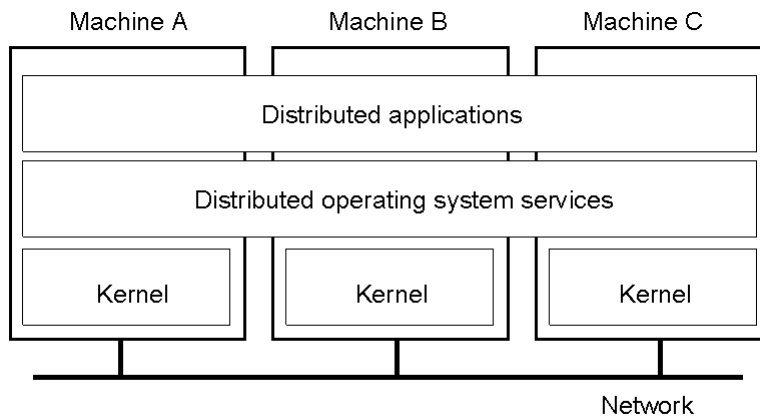 Machine A
Machine B
Machine C
Distributed applications
Distributed operating system services
Kernel
Kernel
Kernel
Network